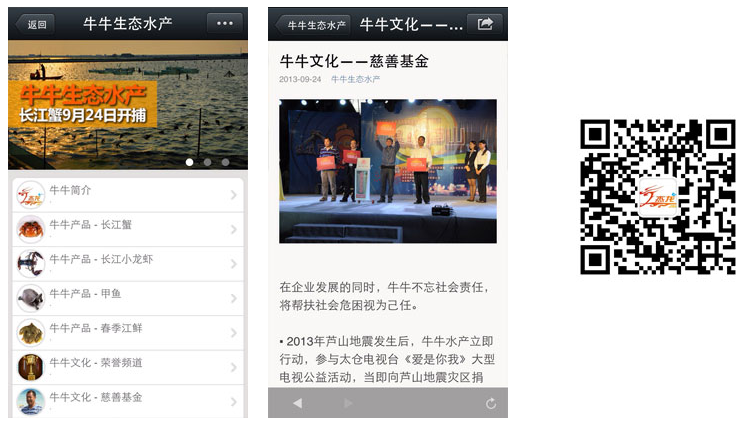 返回
牛牛生态水产
牛牛生态水产
长江蟹9月24日开捕
牛牛简介
牛牛产品 - 长江蟹
牛牛产品 - 长江小龙虾
牛牛产品 - 甲鱼
牛牛产品 - 春季江鲜
牛牛文化 - 荣誉频道
牛牛文化 - 慈善基金
牛牛生态水产
牛牛文化——...
牛牛文化——慈善基金
2013-09-24 牛牛生态水产
在企业发展的同时，牛牛不忘社会责任，
将帮扶社会危困视为己任。
• 2013年芦山地震发生后，牛牛水产立即
行动，参与太仓电视台《爱是你我》大型
电视公益活动，当即向芦山地震灾区捐